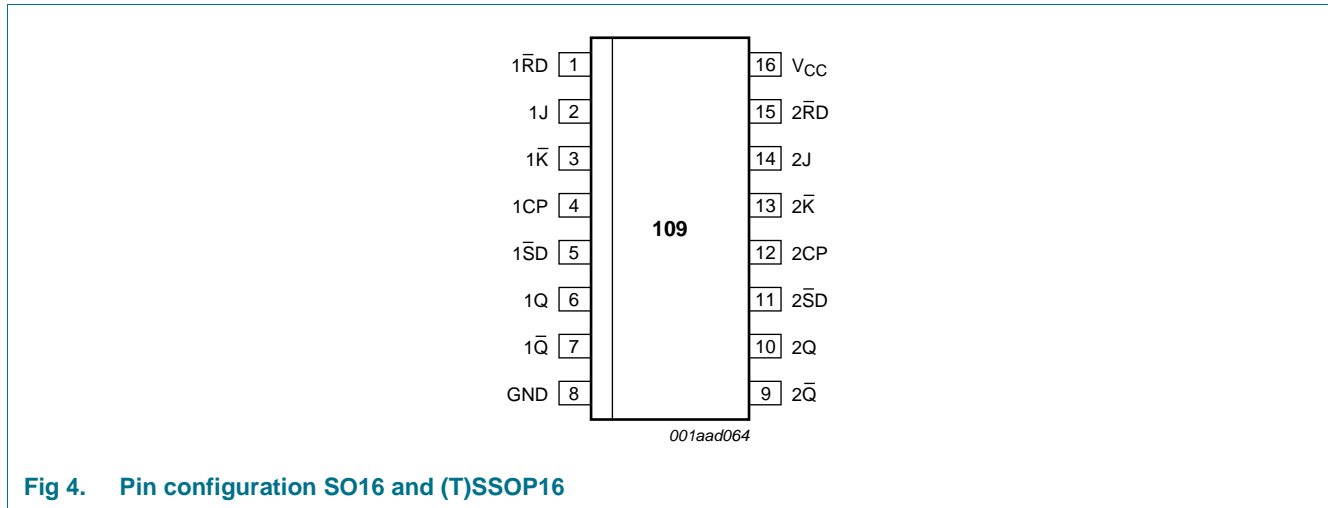 1R̅D 1 16 VCC
1J 2 15 2R̅D
1K̅ 3 14 2J
1CP 4 13 2K̅
109
1S̅D 5 12 2CP
1Q 6 11 2S̅D
1Q̅ 7 10 2Q
GND 8 9 2Q̅
001aad064
Fig 4. Pin configuration SO16 and (T)SSOP16